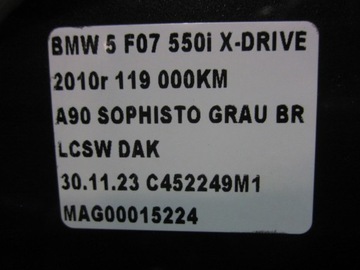 BMW 5 F07 550i X-DRIVE
2010r 119 000KM
A90 SOPHISTO GRAU BR
LCSW DAK
30.11.23 C452249M1
MAG00015224